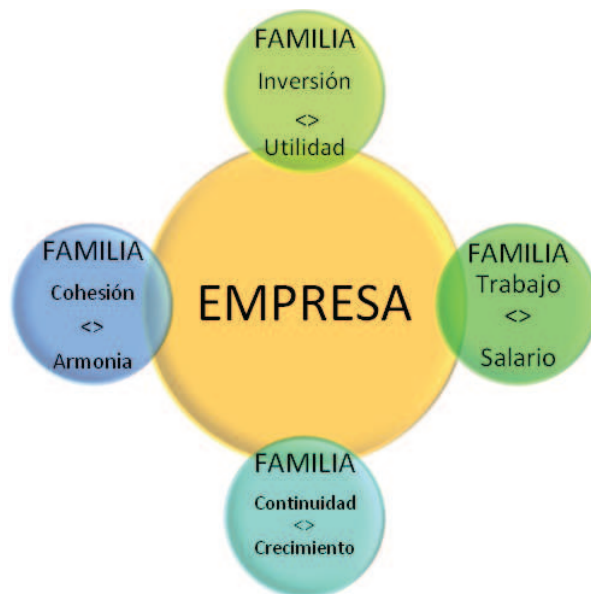 FAMILIA
Inversión
<>
Utilidad
FAMILIA
Cohesión
<>
Armonia
EMPRESA
FAMILIA
Trabajo
<>
Salario
FAMILIA
Continuidad
<>
Crecimiento